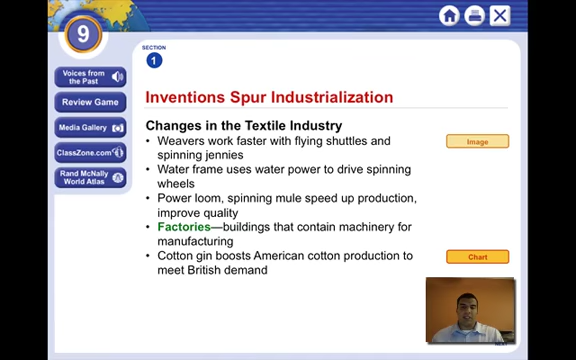 9
SECTION
1
Voices from
the Past
Review Game
Media Gallery
ClassZone.com
Rand McNally
World Atlas
Inventions Spur Industrialization
Changes in the Textile Industry
• Weavers work faster with flying shuttles and
spinning jennies
• Water frame uses water power to drive spinning
wheels
• Power loom, spinning mule speed up production,
improve quality
• Factories—buildings that contain machinery for
manufacturing
• Cotton gin boosts American cotton production to
meet British demand
Image
Chart